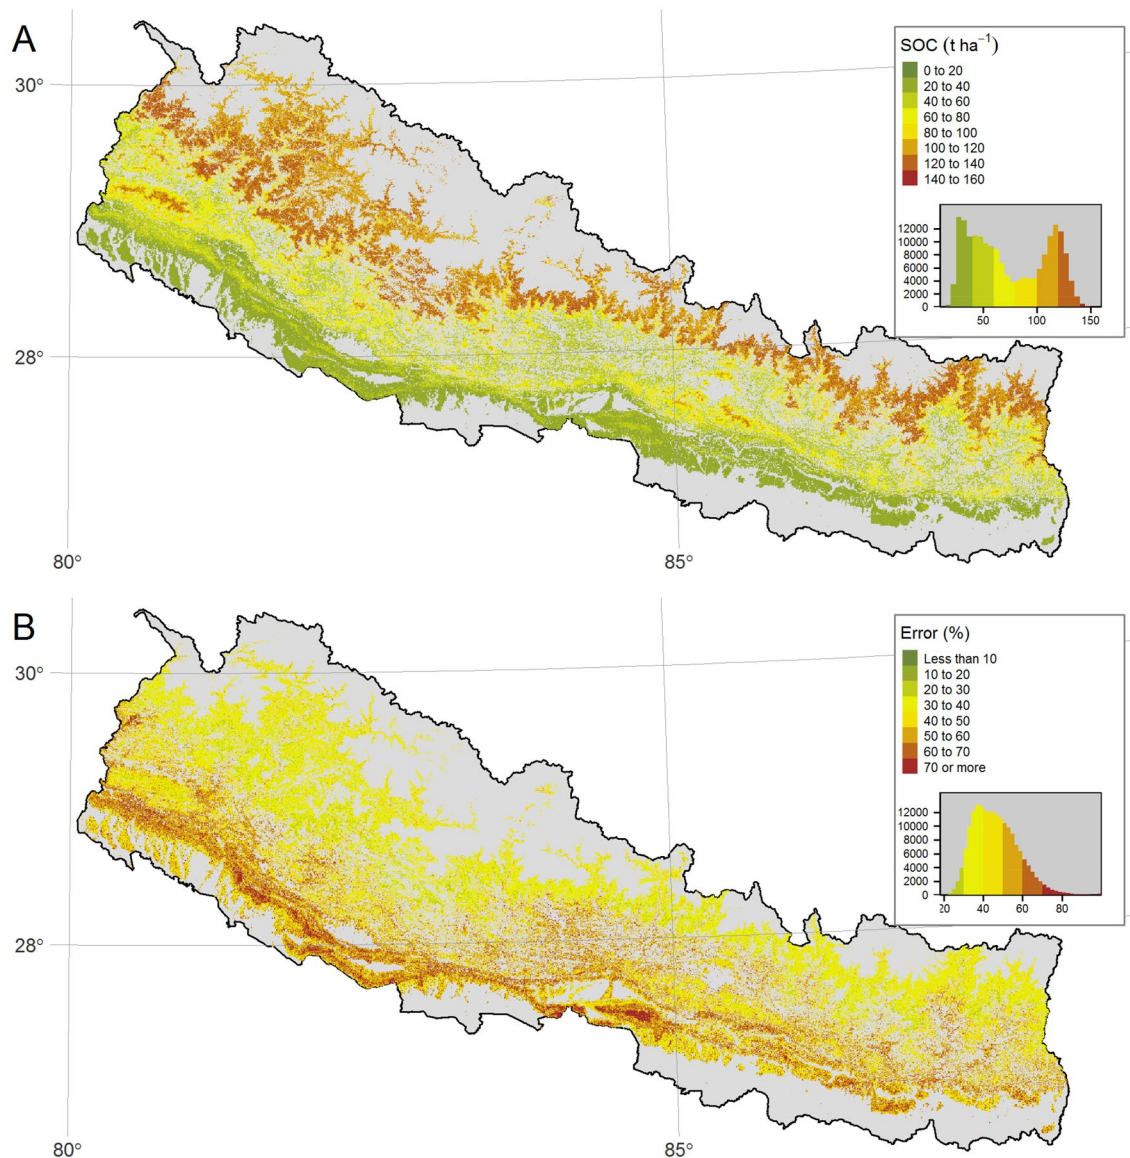 A
SOC (t ha⁻¹)
0 to 20
20 to 40
40 to 60
60 to 80
80 to 100
100 to 120
120 to 140
140 to 160
12000
10000
8000
6000
4000
2000
0
50 100 150
30°
28°
80° 85°
B
Error (%)
Less than 10
10 to 20
20 to 30
30 to 40
40 to 50
50 to 60
60 to 70
70 or more
12000
10000
8000
6000
4000
2000
0
20 40 60 80
30°
28°
80° 85°